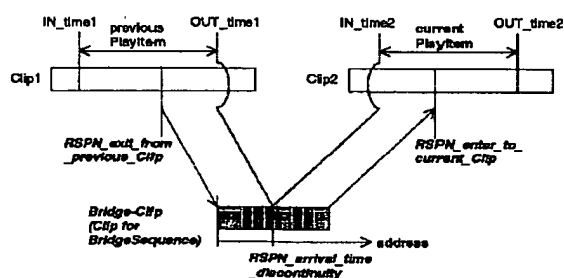 IN_time1
previous
PlayItem
OUT_time1
IN_time2
current
PlayItem
OUT_time2
Clip1
Clip2
RSPN_exit_from
_previous_Clip
RSPN_enter_to_
current_Clip
Bridge-Clip
(Clip for
BridgeSequence)
address
RSPN_arrival_time
_discontinuity